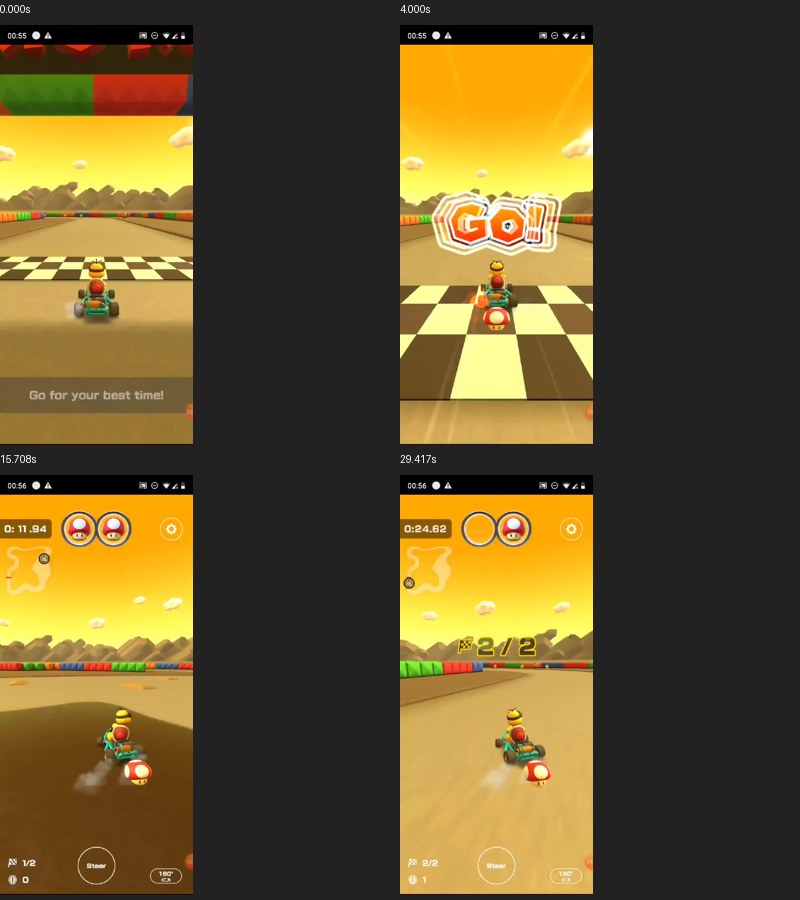 0.000s
4.000s
00:55
00:55
GO!
Go for your best time!
15.708s
29.417s
00:56
00:56
0:11.94
0:24.62
2/2
1/2
Steer
0
180°
2/2
Steer
1
180°